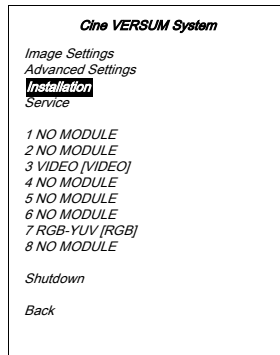 Cine VERSUM System
Image Settings
Advanced Settings
Installation
Service
1 NO MODULE
2 NO MODULE
3 VIDEO [VIDEO]
4 NO MODULE
5 NO MODULE
6 NO MODULE
7 RGB-YUV [RGB]
8 NO MODULE
Shutdown
Back